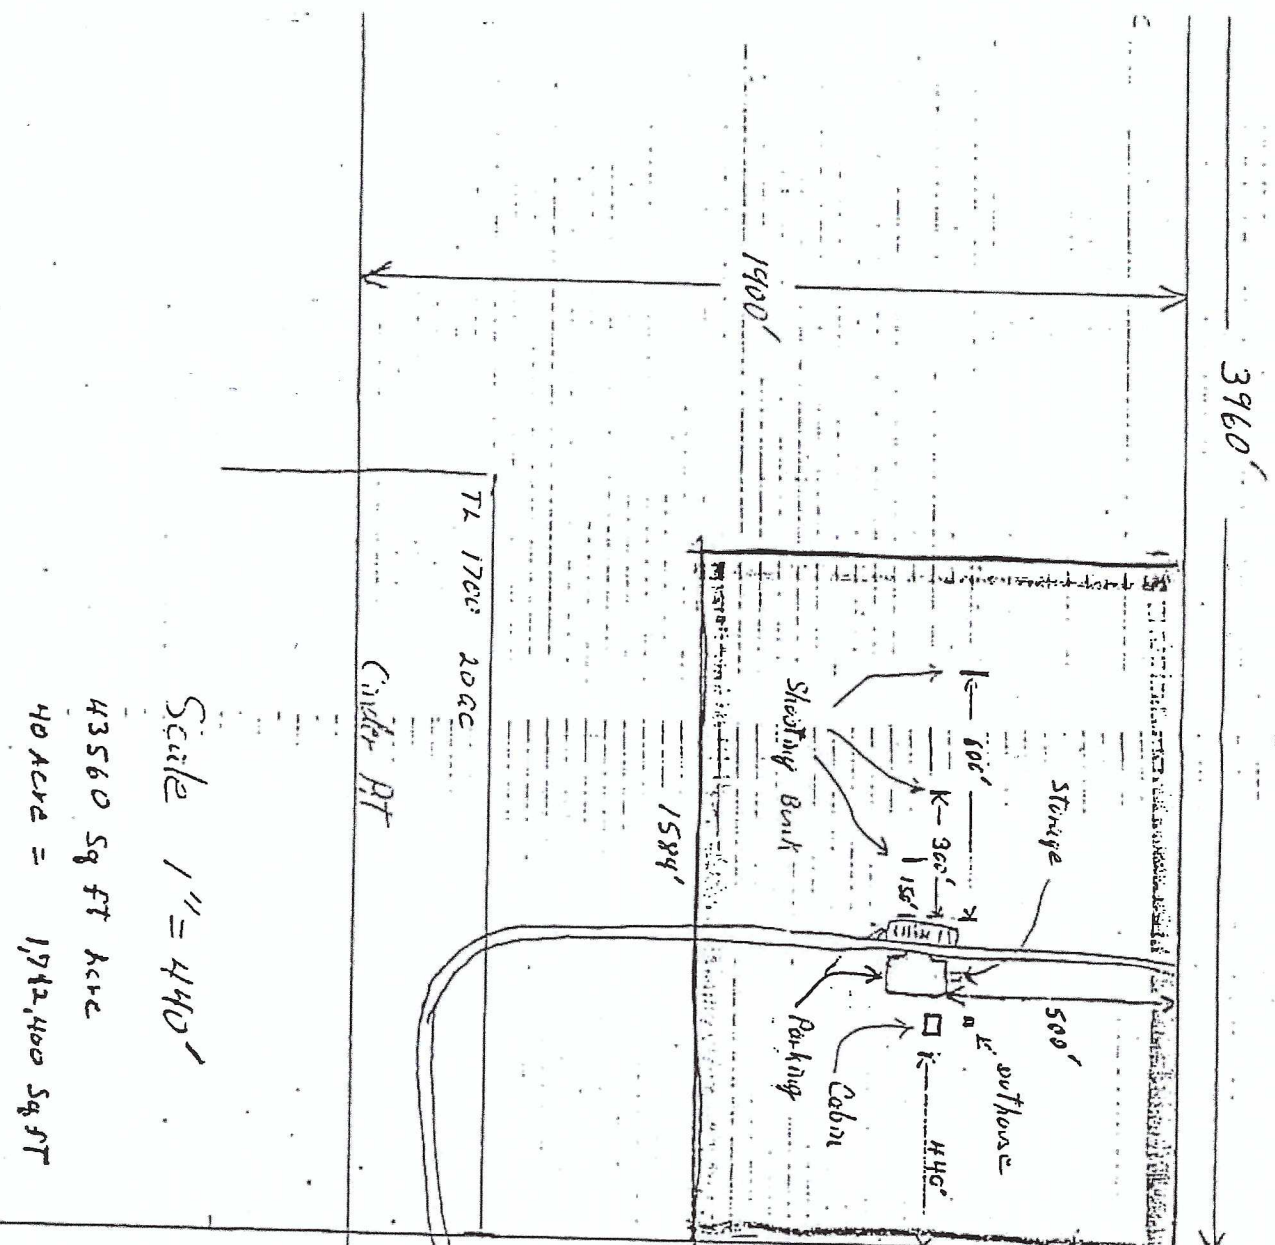 3960'
1900'
600'
Storage
K- 300'
150'
500'
outhouse
440'
Shooting Bunk
Parking
Cabin
1584'
TL 1700 20ac
Cinder Pit
Scale 1" = 440'
43560 Sq ft Acre
40 Acre = 1,742,400 Sq FT